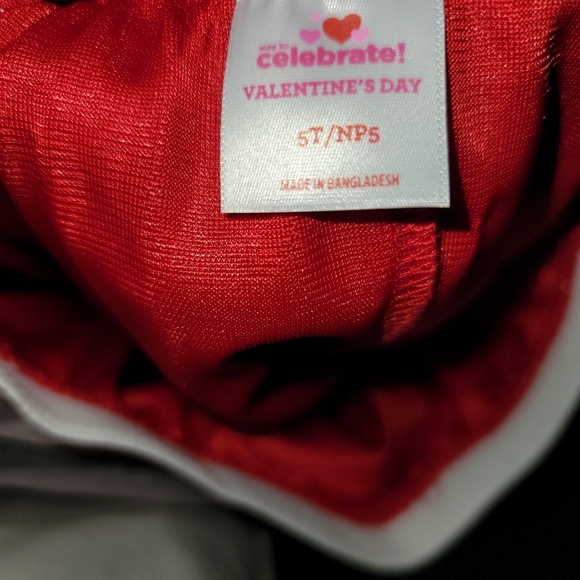 way to
celebrate!
VALENTINE'S DAY
5T/NP5
MADE IN BANGLADESH